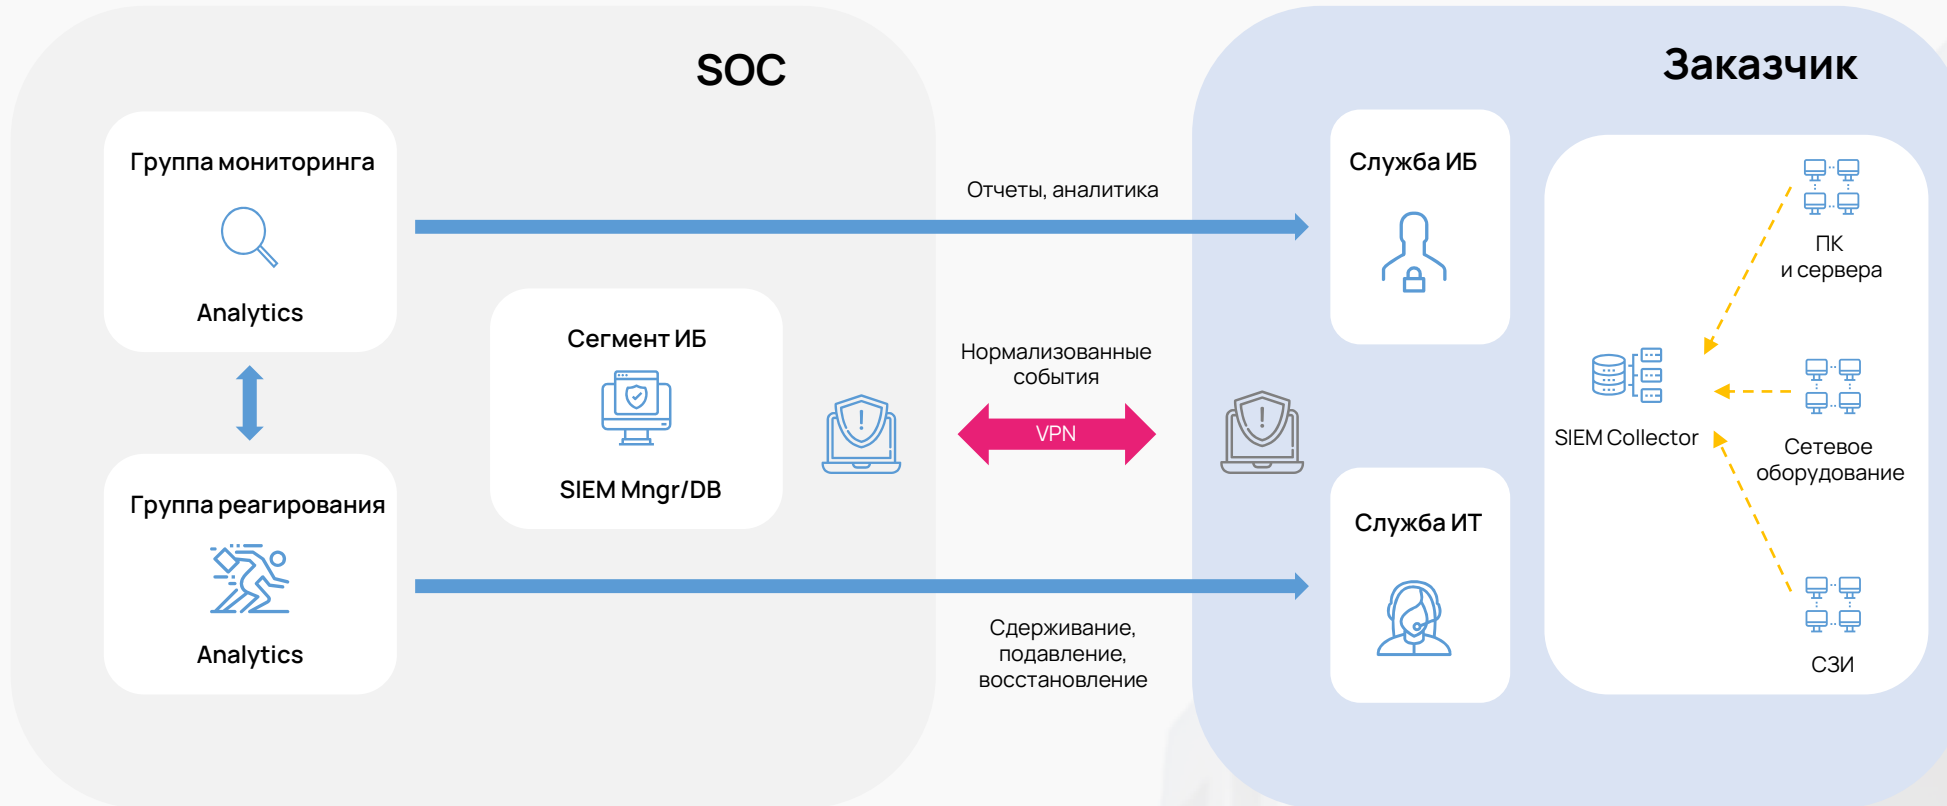 SOC
Заказчик
Группа мониторинга
Analytics
Группа реагирования
Analytics
Сегмент ИБ
SIEM Mngr/DB
Отчеты, аналитика
Нормализованные
события
VPN
Сдерживание,
подавление,
восстановление
Служба ИБ
Служба ИТ
SIEM Collector
ПК
и сервера
Сетевое
оборудование
СЗИ